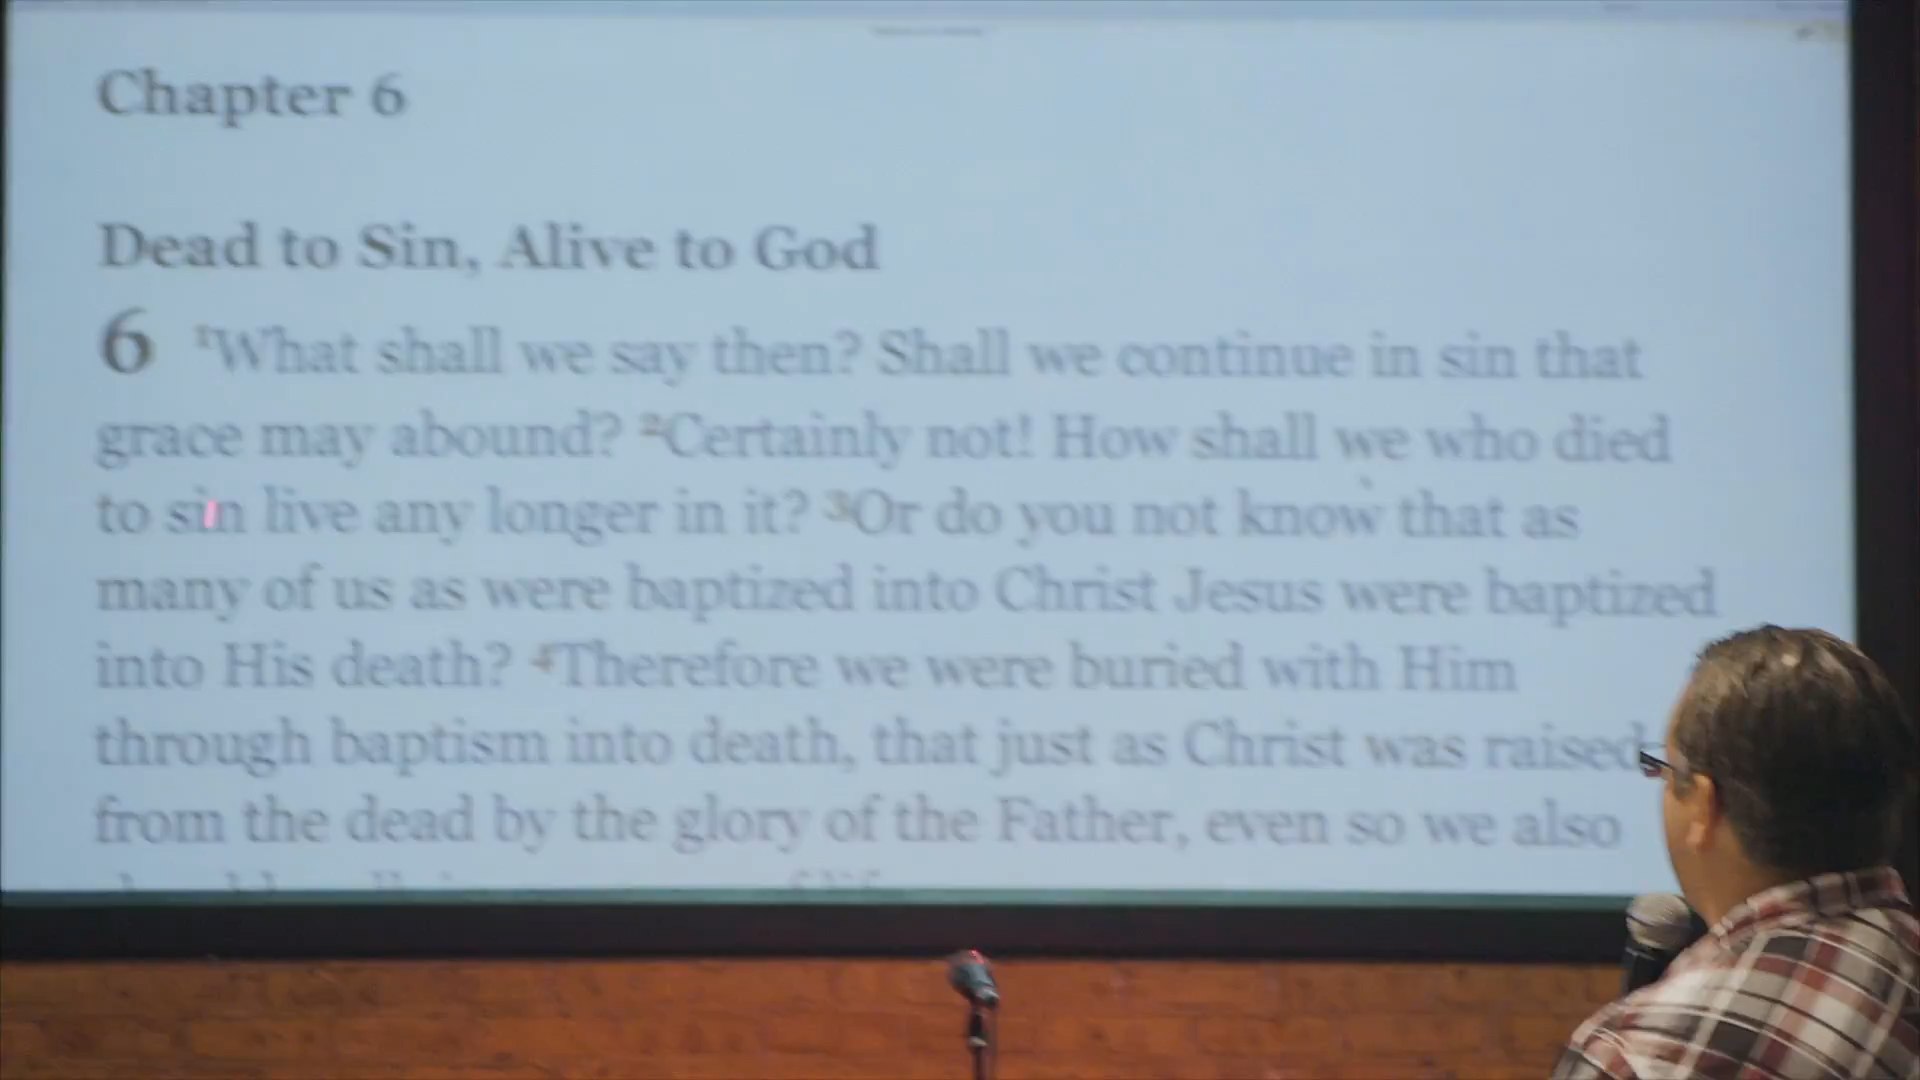 Chapter 6
Dead to Sin, Alive to God
6 1What shall we say then? Shall we continue in sin that
grace may abound? 2Certainly not! How shall we who died
to sin live any longer in it? 3Or do you not know that as
many of us as were baptized into Christ Jesus were baptized
into His death? 4Therefore we were buried with Him
through baptism into death, that just as Christ was raised
from the dead by the glory of the Father, even so we also